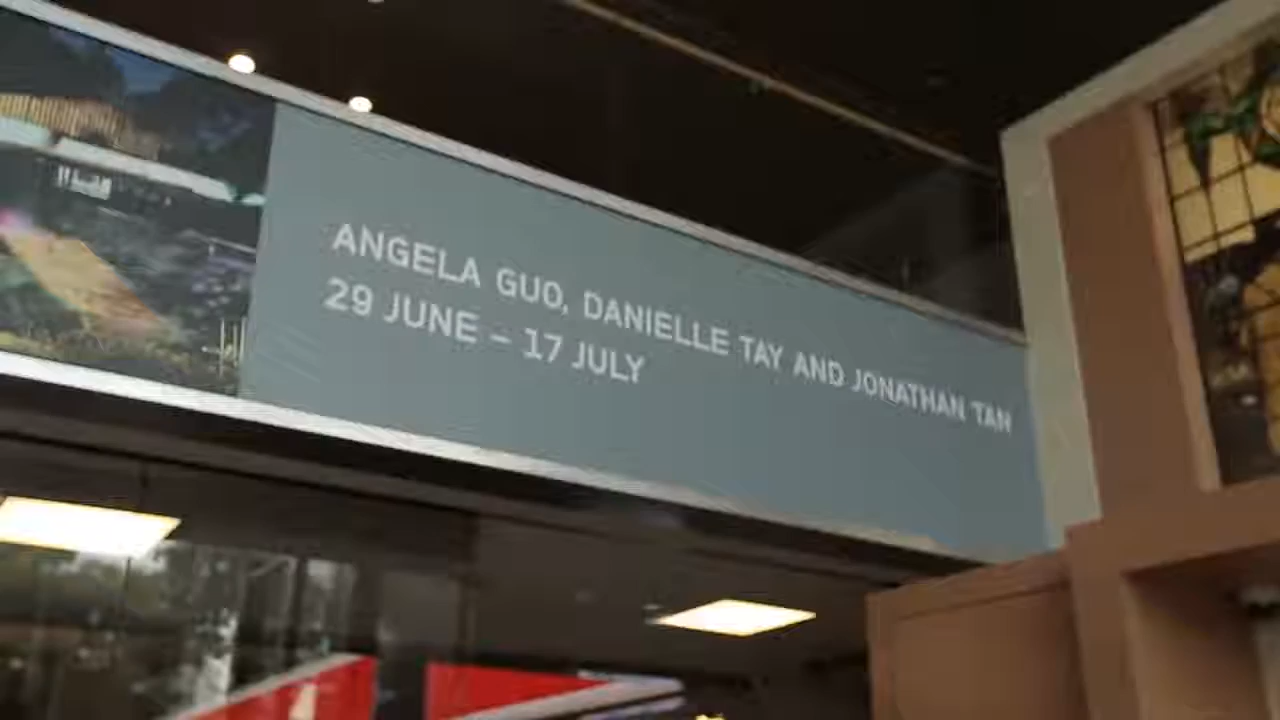 ANGELA GUO, DANIELLE TAY AND JONATHAN TAN
29 JUNE – 17 JULY